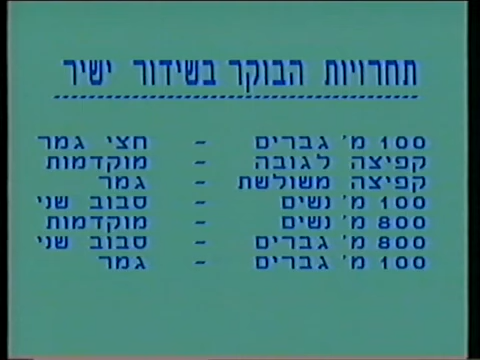 תחרויות הבוקר בשידור ישיר
100 מ' גברים - חצי גמר
קפיצה לגובה - מוקדמות
קפיצה משולשת - גמר
100 מ' נשים - סבוב שני
800 מ' נשים - מוקדמות
800 מ' גברים - סבוב שני
100 מ' גברים - גמר